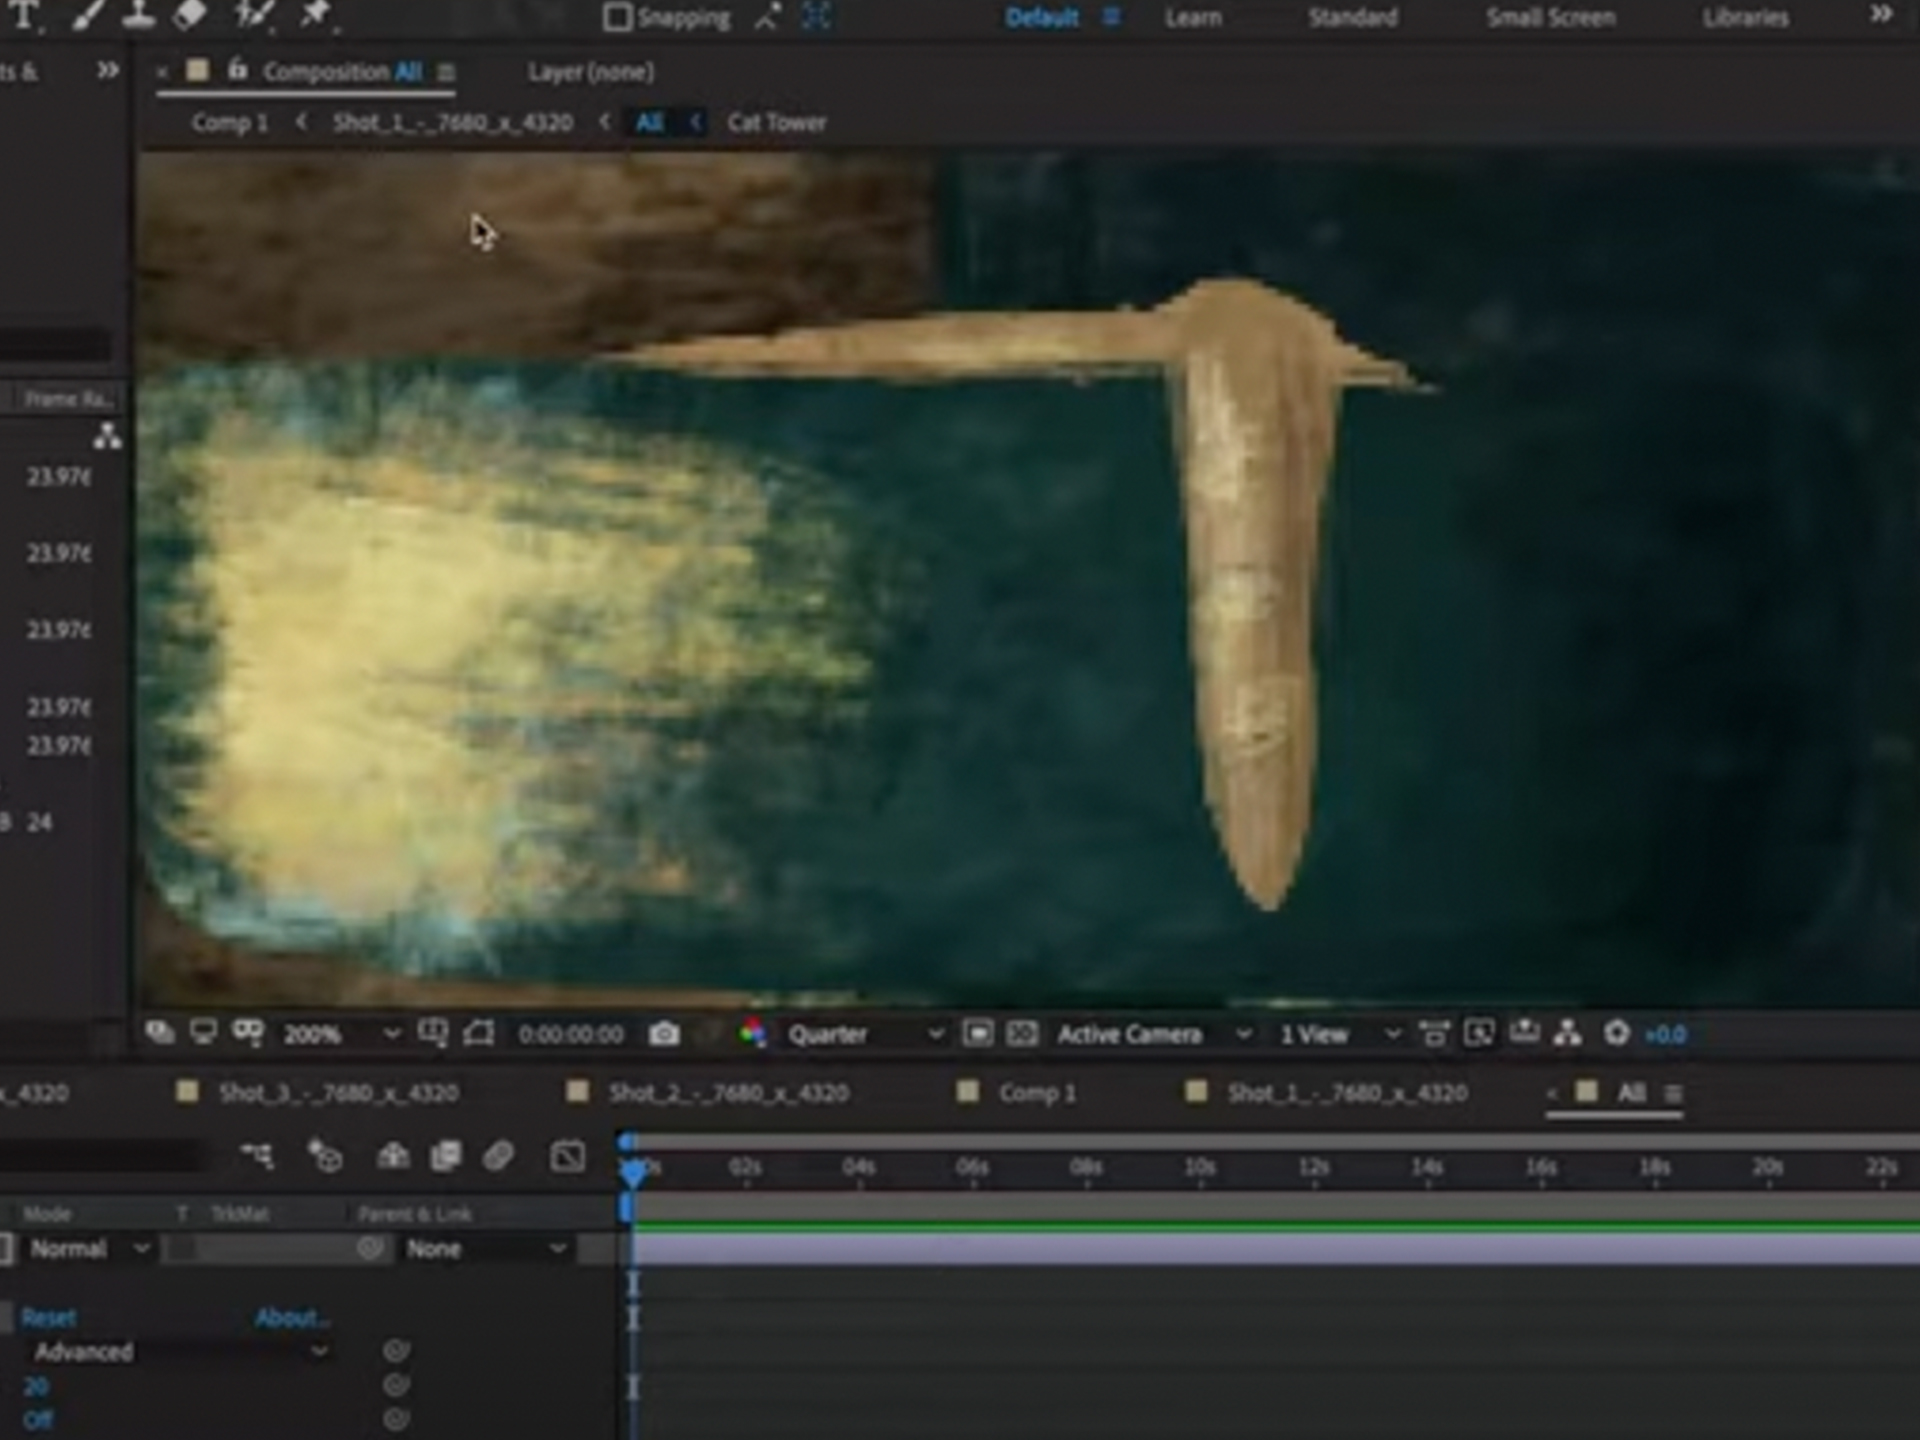 Snapping Default Learn Standard Small Screen Libraries
ts &
Composition All
Layer (none)
Comp 1 Shot_1_-_7680_x_4320 All Cat Tower
Frame Ra..
23.976
23.976
23.976
23.976
23.976
24
200% 0:00:00:00 Quarter Active Camera 1 View +0.0
x_4320 Shot_3_-_7680_x_4320 Shot_2_-_7680_x_4320 Comp 1 Shot_1_-_7680_x_4320 All
02s 04s 06s 08s 10s 12s 14s 16s 18s 20s 22s
Mode T TrkMat Parent & Link
Normal None
Reset About...
Advanced
20
Off